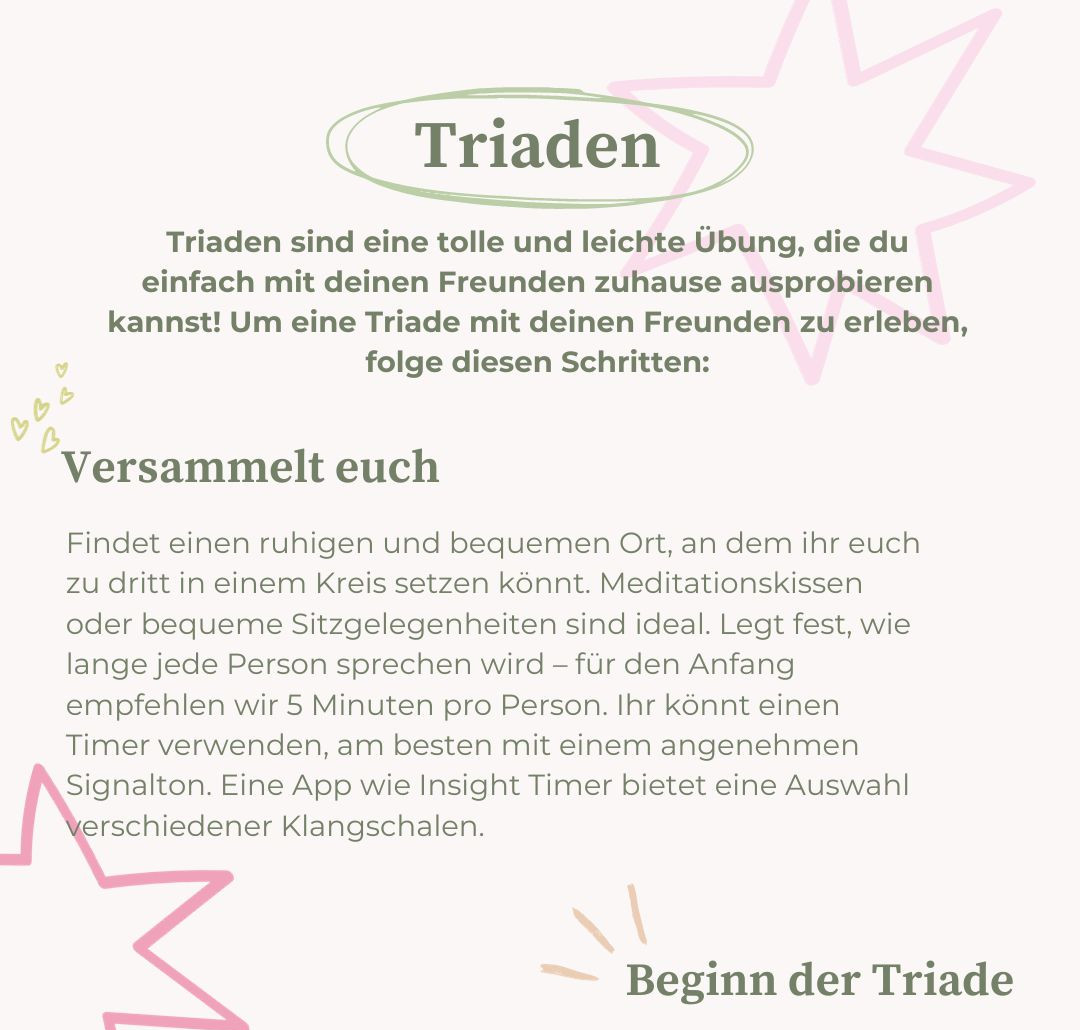 Triaden
Triaden sind eine tolle und leichte Übung, die du
einfach mit deinen Freunden zuhause ausprobieren
kannst! Um eine Triade mit deinen Freunden zu erleben,
folge diesen Schritten:
Versammelt euch
Findet einen ruhigen und bequemen Ort, an dem ihr euch
zu dritt in einem Kreis setzen könnt. Meditationskissen
oder bequeme Sitzgelegenheiten sind ideal. Legt fest, wie
lange jede Person sprechen wird – für den Anfang
empfehlen wir 5 Minuten pro Person. Ihr könnt einen
Timer verwenden, am besten mit einem angenehmen
Signalton. Eine App wie Insight Timer bietet eine Auswahl
verschiedener Klangschalen.
Beginn der Triade